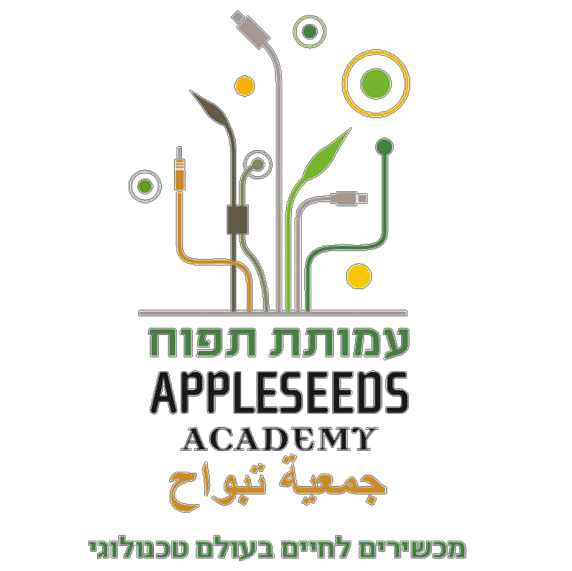 עמותת תפוח
APPLESEEDS
ACADEMY
جمعية تبواح
מכשירים לחיים בעולם טכנולוגי